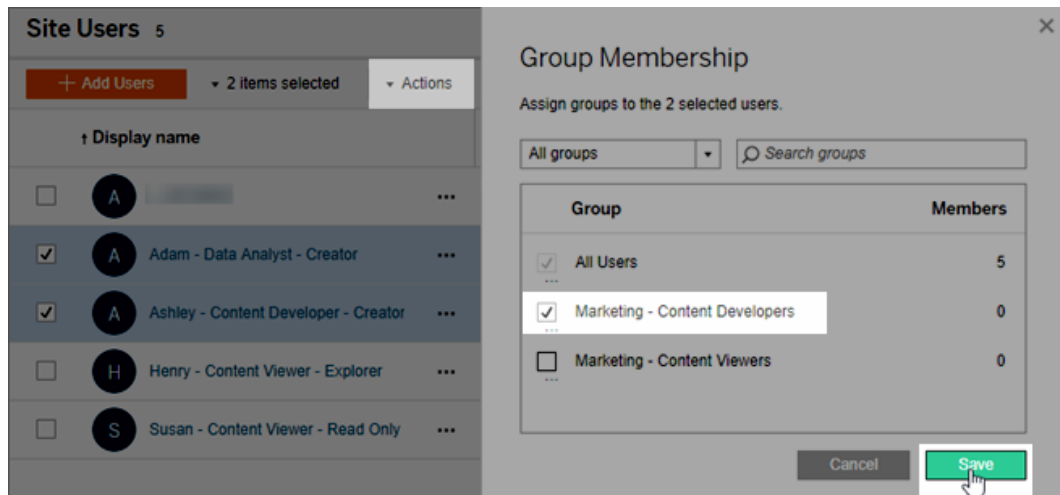 Site Users 5
+ Add Users
2 items selected
Actions
↑ Display name
A
A Adam - Data Analyst - Creator
A Ashley - Content Developer - Creator
H Henry - Content Viewer - Explorer
S Susan - Content Viewer - Read Only
Group Membership
Assign groups to the 2 selected users.
All groups
Search groups
Group Members
All Users 5
Marketing - Content Developers 0
Marketing - Content Viewers 0
Cancel
Save